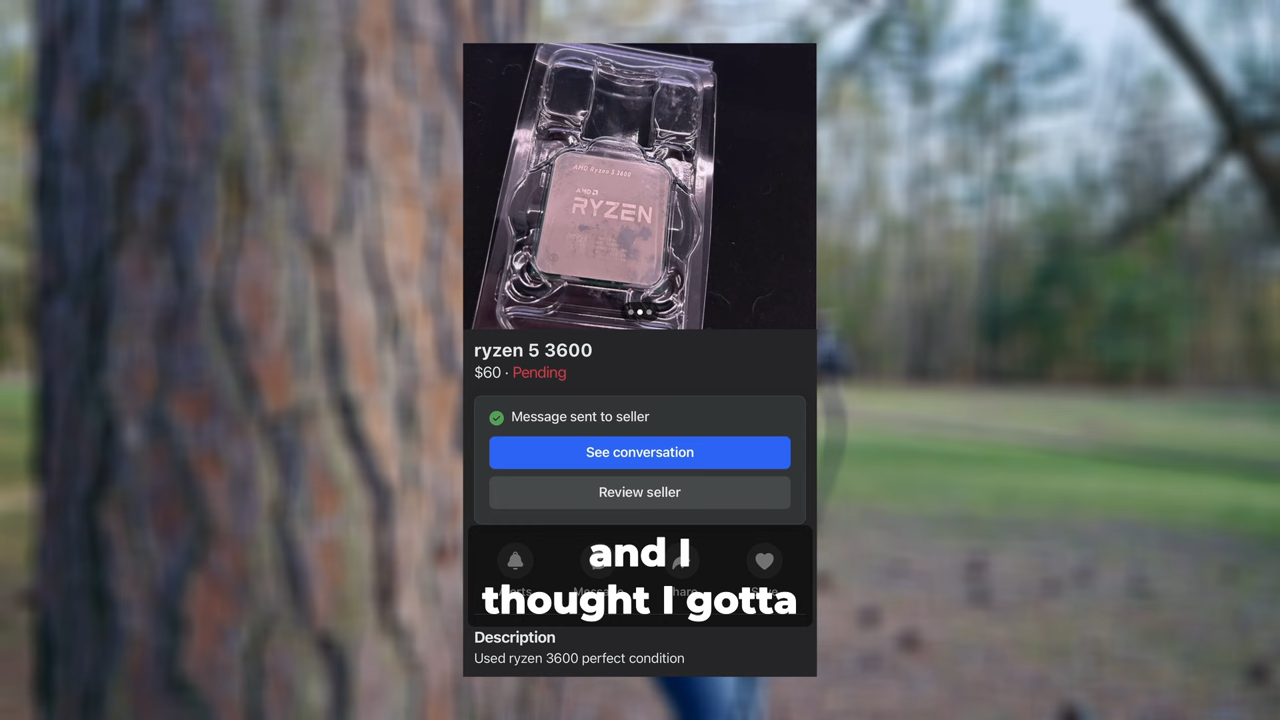 AMD Ryzen 5 3600
AMD
RYZEN
ryzen 5 3600
$60 · Pending
Message sent to seller
See conversation
Review seller
and I
thought I gotta
Description
Used ryzen 3600 perfect condition